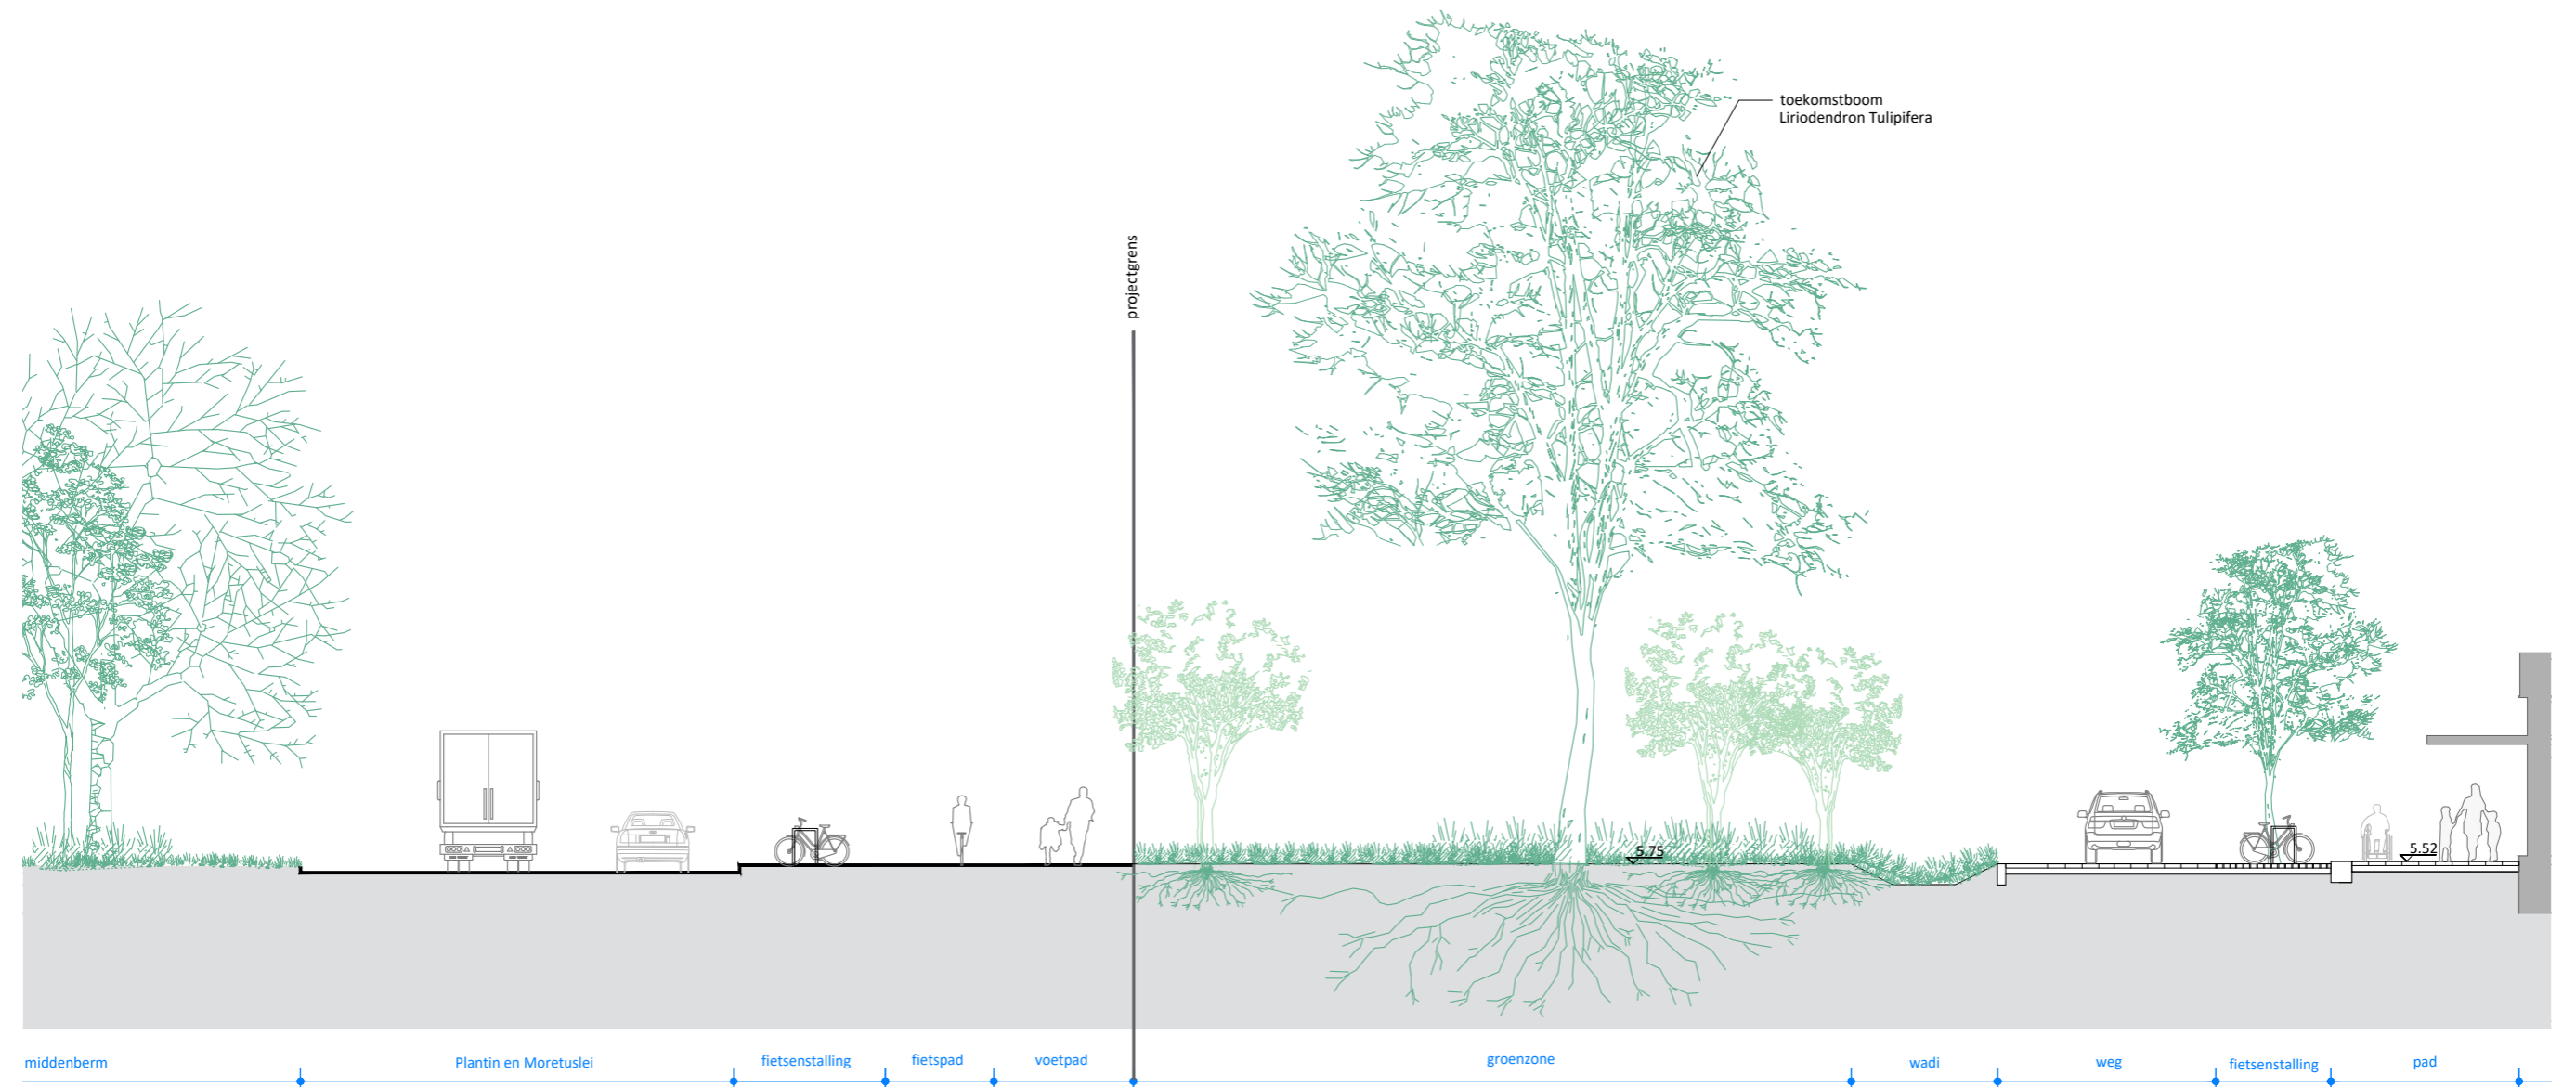 toekomstboom
Liriodendron Tulipifera
projectgrens
5.75
5.52
middenberm
Plantin en Moretuslei
fietsenstalling
fietspad
voetpad
groenzone
wadi
weg
fietsenstalling
pad